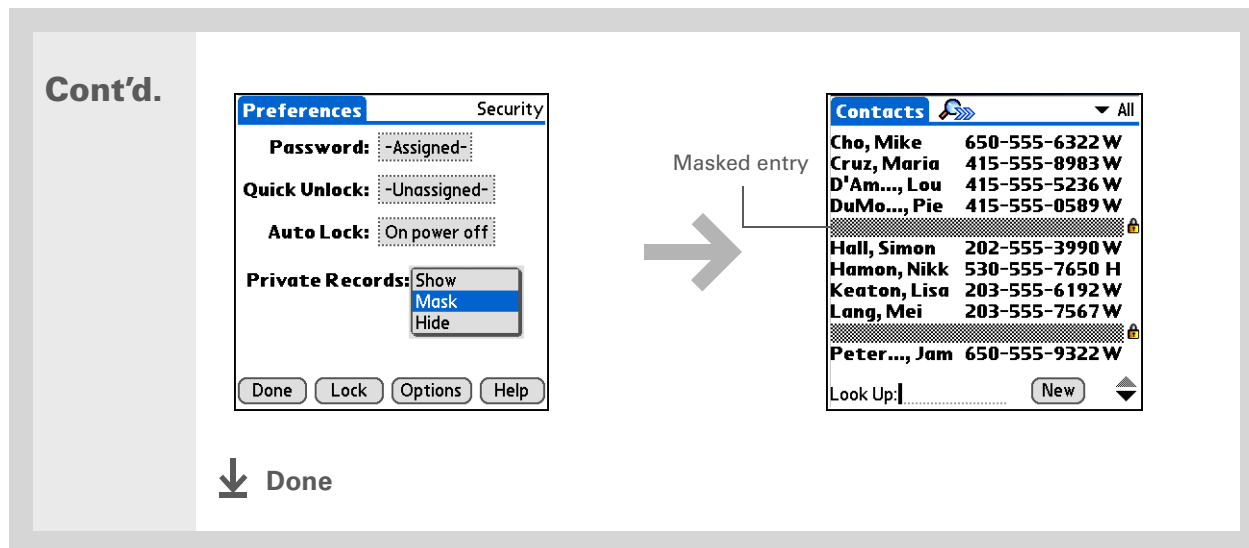 Cont’d.
Preferences Security
Password: -Assigned-
Quick Unlock: -Unassigned-
Auto Lock: On power off
Private Records: Show
Mask
Hide
Done Lock Options Help
Masked entry
Contacts All
Cho, Mike 650-555-6322 W
Cruz, Maria 415-555-8983 W
D'Am..., Lou 415-555-5236 W
DuMo..., Pie 415-555-0589 W
Hall, Simon 202-555-3990 W
Hamon, Nikk 530-555-7650 H
Keaton, Lisa 203-555-6192 W
Lang, Mei 203-555-7567 W
Peter..., Jam 650-555-9322 W
Look Up: New
Done